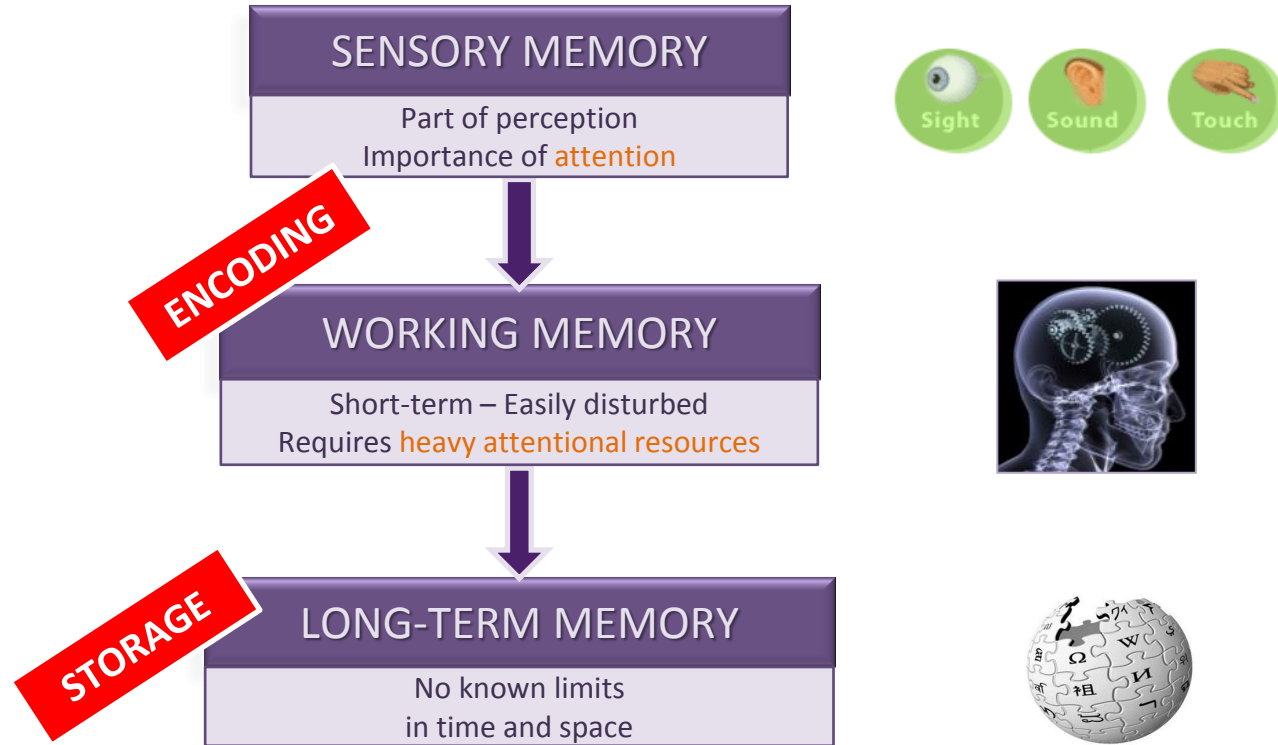 SENSORY MEMORY
Part of perception
Importance of attention
Sight
Sound
Touch
ENCODING
WORKING MEMORY
Short-term – Easily disturbed
Requires heavy attentional resources
STORAGE
LONG-TERM MEMORY
No known limits
in time and space
Ω
W
祖
И